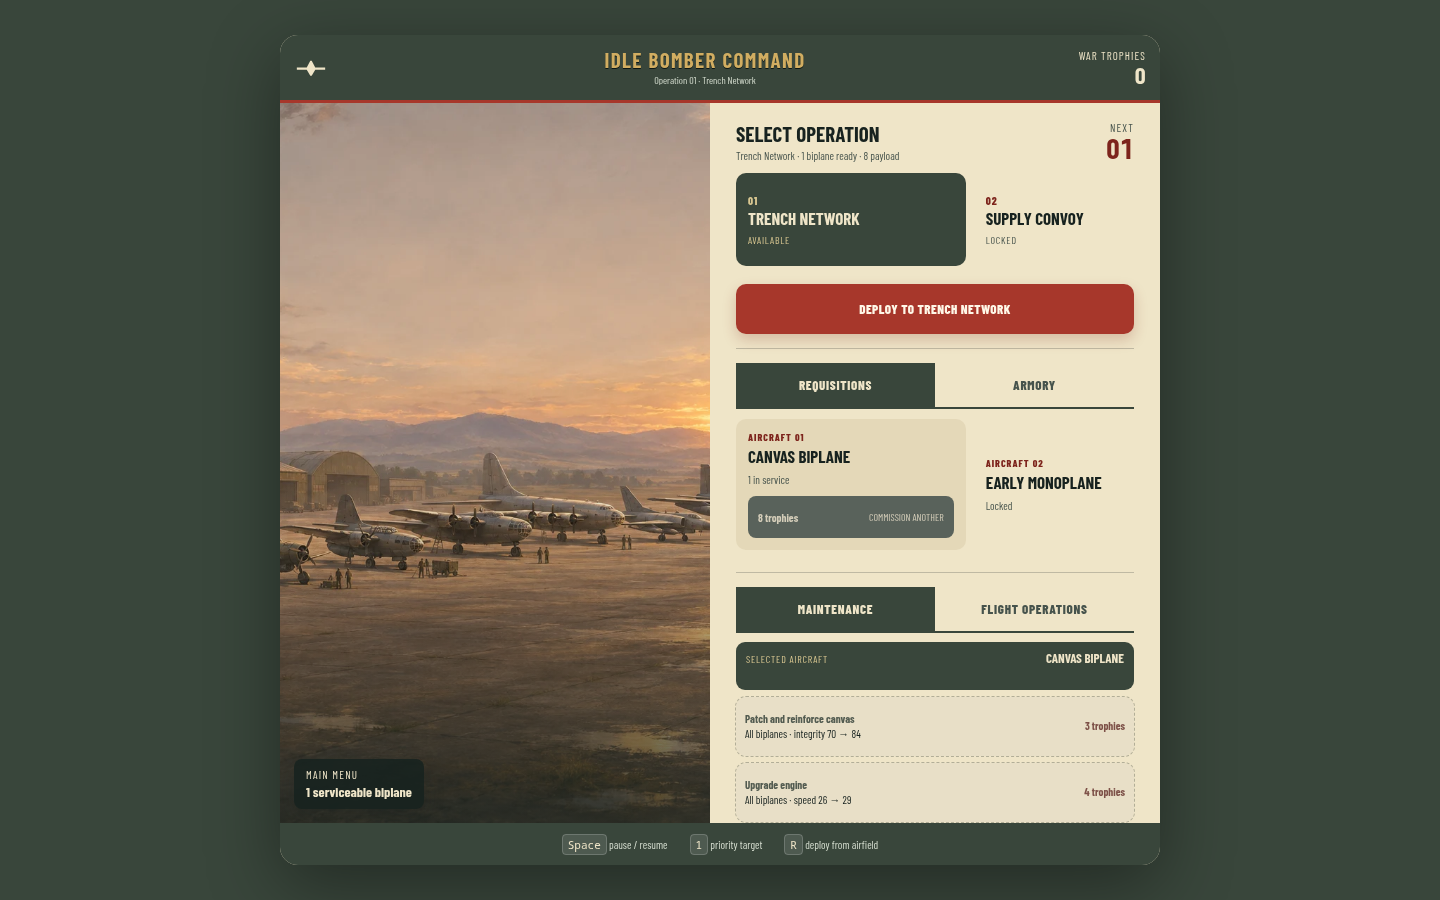 IDLE BOMBER COMMAND
Operation 01 · Trench Network
WAR TROPHIES
0
SELECT OPERATION
Trench Network · 1 biplane ready · 8 payload
NEXT
01
01
TRENCH NETWORK
AVAILABLE
02
SUPPLY CONVOY
LOCKED
DEPLOY TO TRENCH NETWORK
REQUISITIONS
ARMORY
AIRCRAFT 01
CANVAS BIPLANE
1 in service
8 trophies
COMMISSION ANOTHER
AIRCRAFT 02
EARLY MONOPLANE
Locked
MAINTENANCE
FLIGHT OPERATIONS
SELECTED AIRCRAFT
CANVAS BIPLANE
Patch and reinforce canvas
All biplanes · integrity 70 → 84
3 trophies
Upgrade engine
All biplanes · speed 26 → 29
4 trophies
MAIN MENU
1 serviceable biplane
Space pause / resume
1 priority target
R deploy from airfield